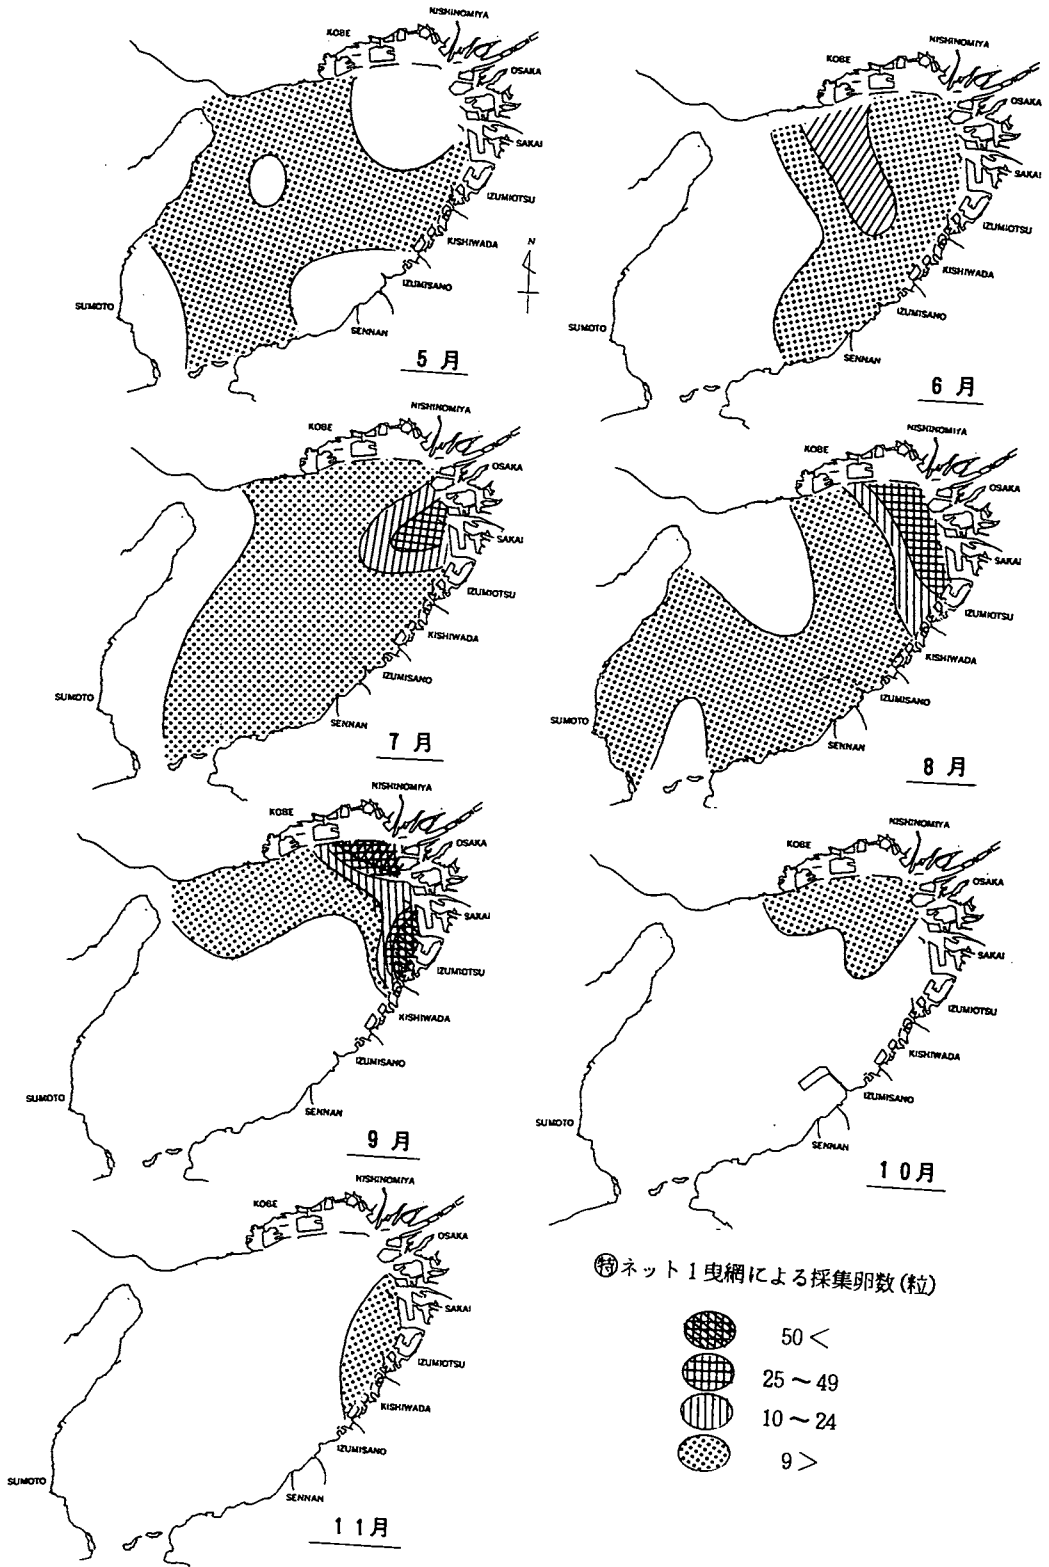 KOBE
NISHINOMIYA
OSAKA
SAKAI
IZUMIOTSU
KISHIWADA
IZUMISANO
SENNAN
SUMOTO
N
5月
KOBE
NISHINOMIYA
OSAKA
SAKAI
IZUMIOTSU
KISHIWADA
IZUMISANO
SENNAN
SUMOTO
6月
KOBE
NISHINOMIYA
OSAKA
SAKAI
IZUMIOTSU
KISHIWADA
IZUMISANO
SENNAN
SUMOTO
7月
KOBE
NISHINOMIYA
OSAKA
SAKAI
IZUMIOTSU
KISHIWADA
IZUMISANO
SENNAN
SUMOTO
8月
KOBE
NISHINOMIYA
OSAKA
SAKAI
IZUMIOTSU
KISHIWADA
IZUMISANO
SENNAN
SUMOTO
9月
KOBE
NISHINOMIYA
OSAKA
SAKAI
IZUMIOTSU
KISHIWADA
IZUMISANO
SENNAN
SUMOTO
10月
KOBE
NISHINOMIYA
OSAKA
SAKAI
IZUMIOTSU
KISHIWADA
IZUMISANO
SENNAN
SUMOTO
11月
㊕ネット1曳網による採集卵数(粒)
50<
25～49
10～24
9>